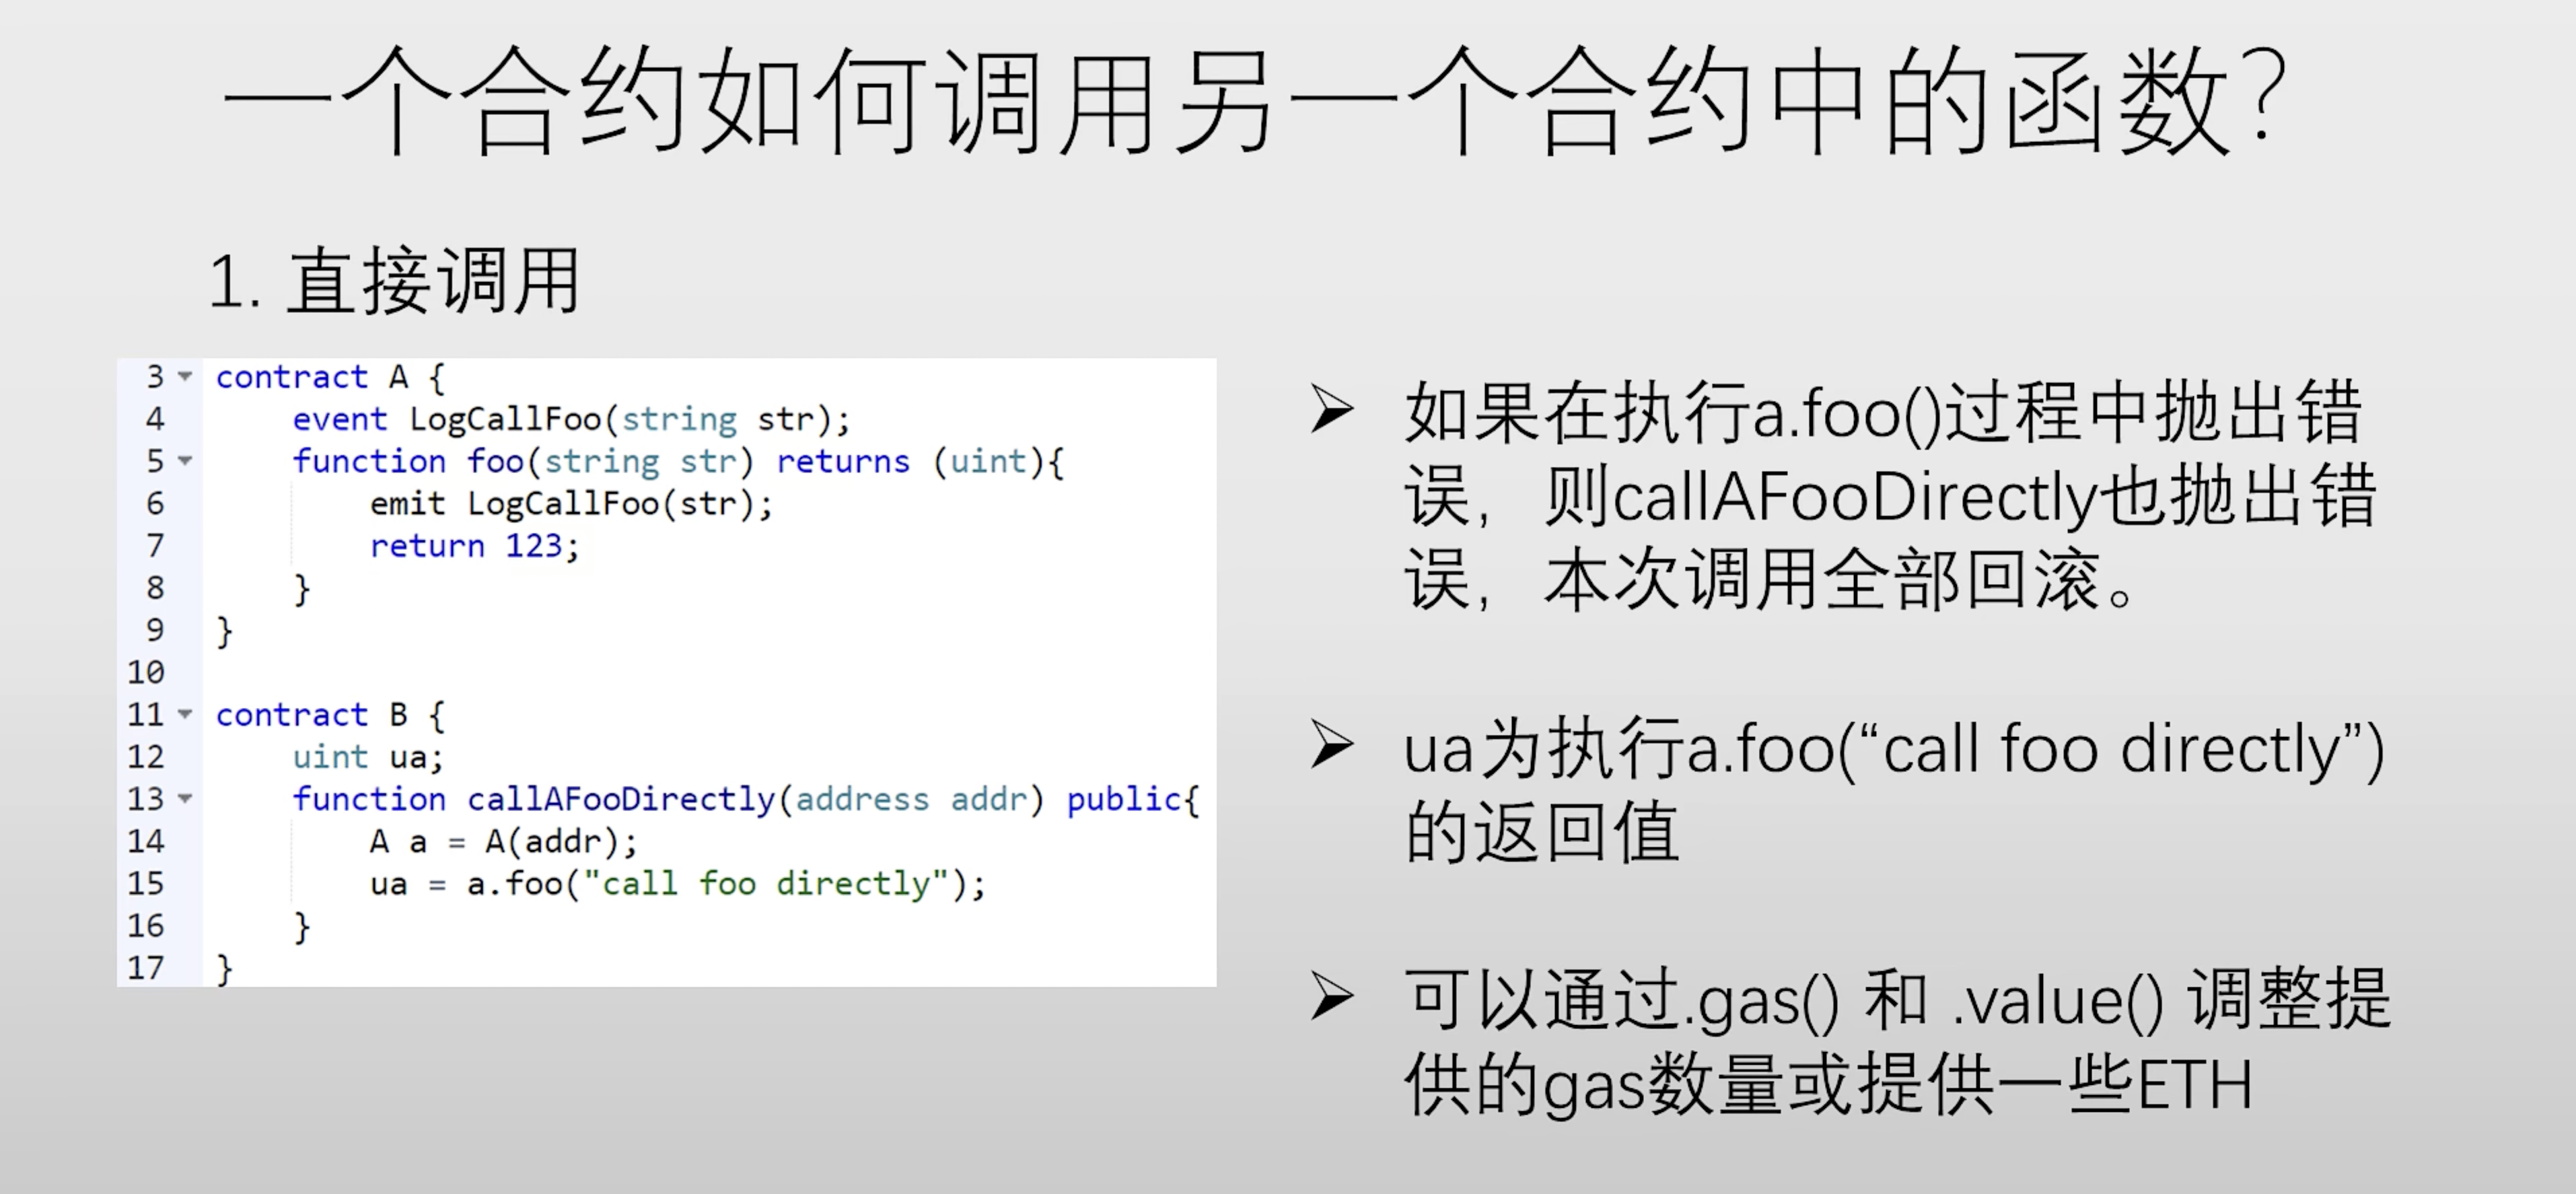 一个合约如何调用另一个合约中的函数？
1. 直接调用
3 contract A {
4     event LogCallFoo(string str);
5     function foo(string str) returns (uint){
6         emit LogCallFoo(str);
7         return 123;
8     }
9 }
10
11 contract B {
12     uint ua;
13     function callAFooDirectly(address addr) public{
14         A a = A(addr);
15         ua = a.foo("call foo directly");
16     }
17 }
➢ 如果在执行a.foo()过程中抛出错
误，则callAFooDirectly也抛出错
误，本次调用全部回滚。
➢ ua为执行a.foo(“call foo directly”)
的返回值
➢ 可以通过.gas() 和 .value() 调整提
供的gas数量或提供一些ETH